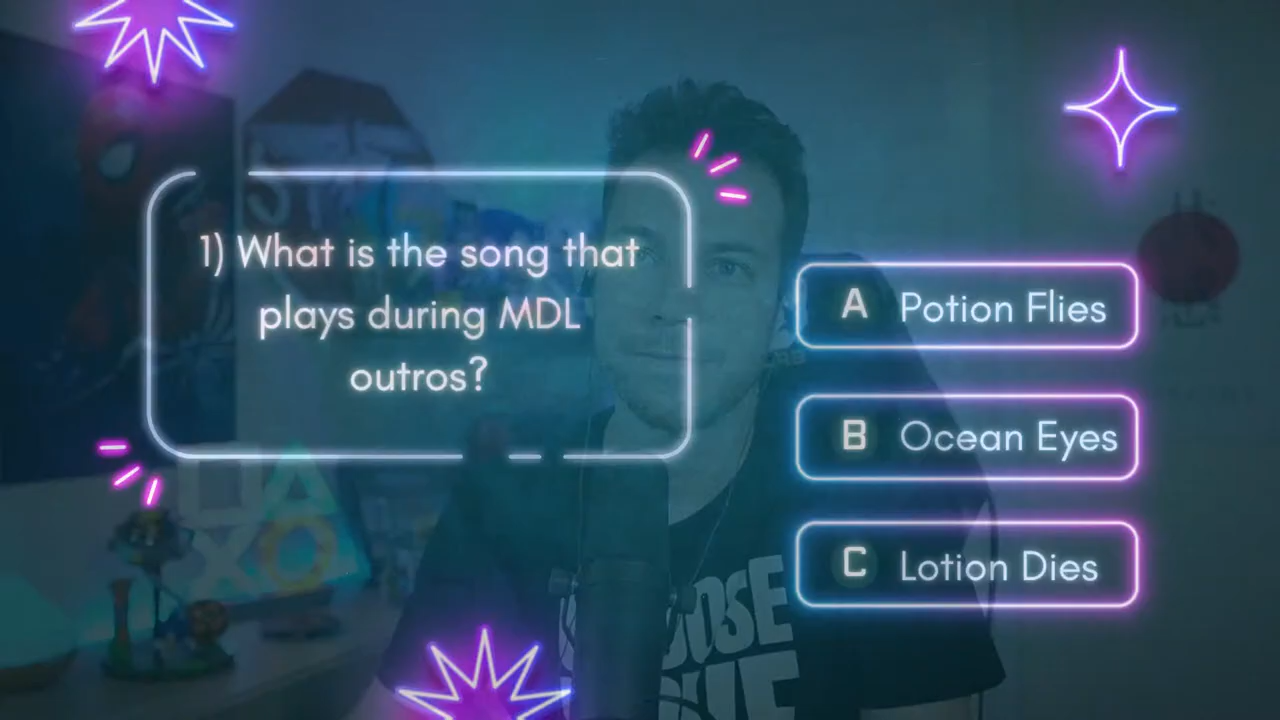 1) What is the song that
plays during MDL
outros?
A Potion Flies
B Ocean Eyes
C Lotion Dies